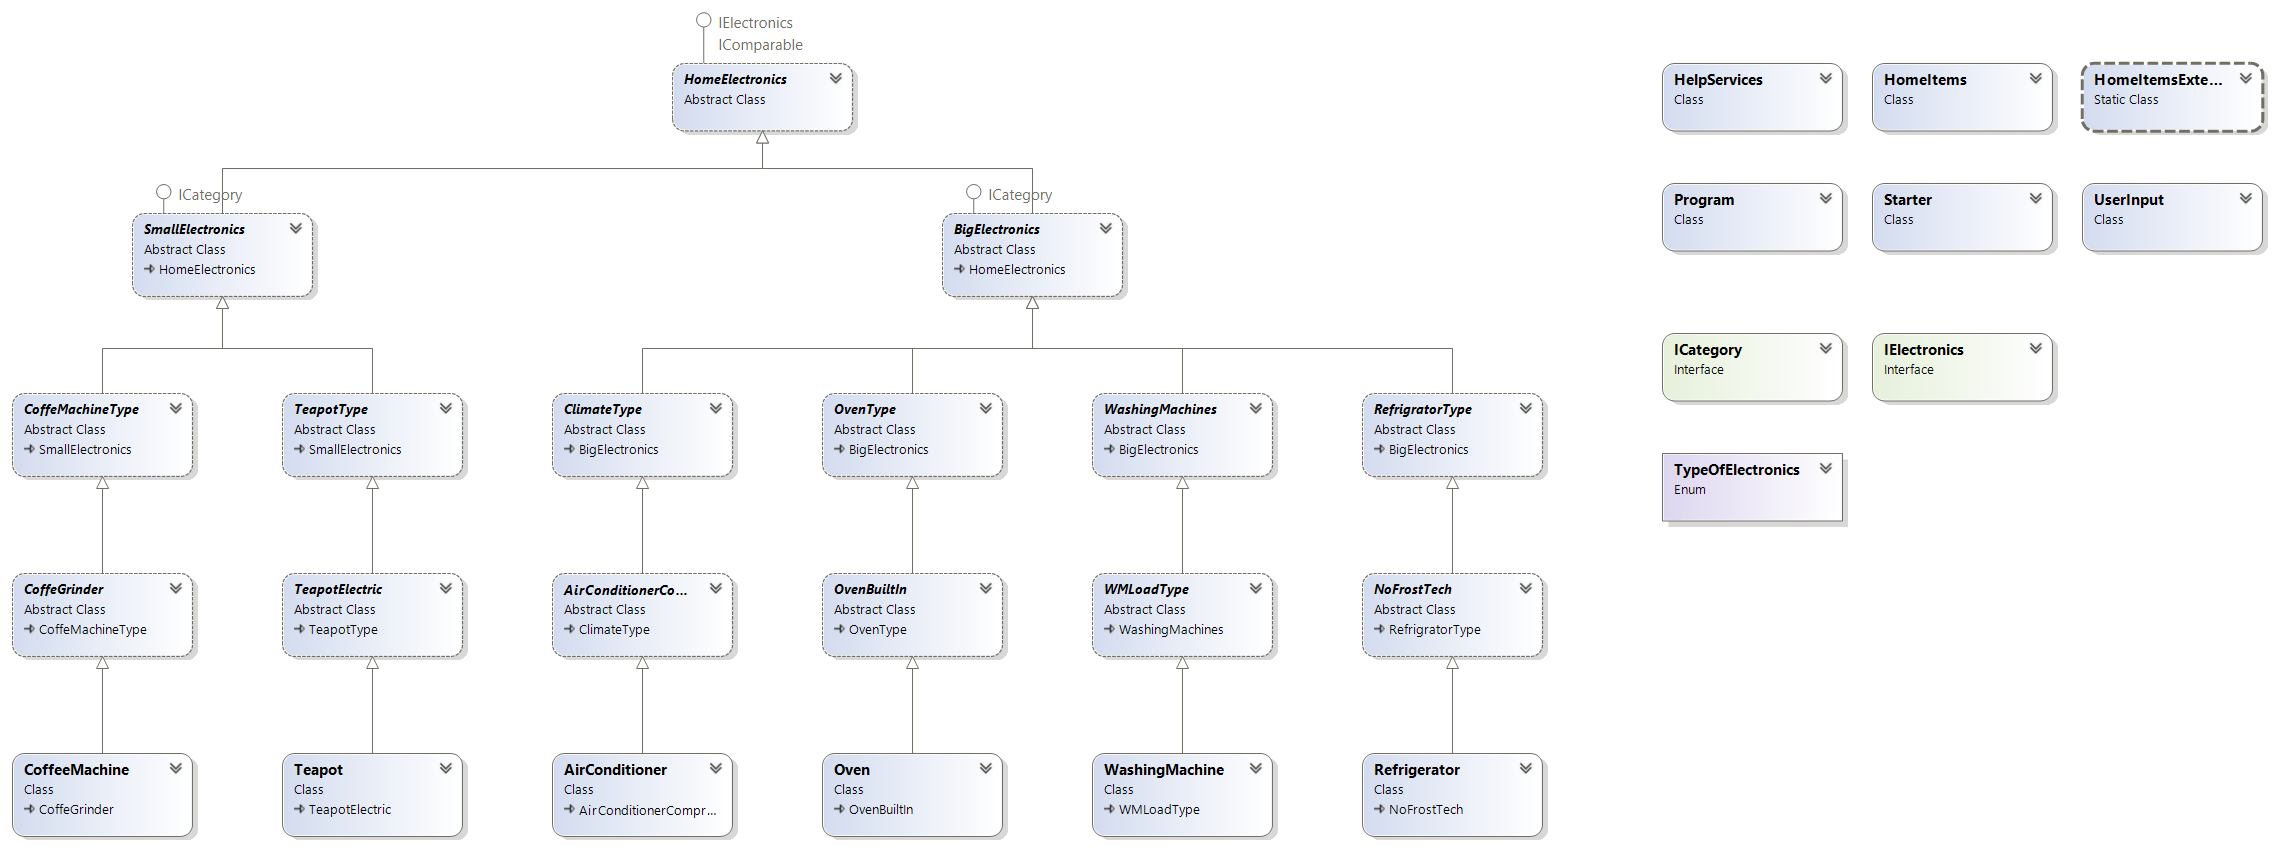 IElectronics
IComparable
HomeElectronics
Abstract Class
ICategory
SmallElectronics
Abstract Class
HomeElectronics
ICategory
BigElectronics
Abstract Class
HomeElectronics
CoffeMachineType
Abstract Class
SmallElectronics
TeapotType
Abstract Class
SmallElectronics
ClimateType
Abstract Class
BigElectronics
OvenType
Abstract Class
BigElectronics
WashingMachines
Abstract Class
BigElectronics
RefrigratorType
Abstract Class
BigElectronics
CoffeGrinder
Abstract Class
CoffeMachineType
TeapotElectric
Abstract Class
TeapotType
AirConditionerCo...
Abstract Class
ClimateType
OvenBuiltIn
Abstract Class
OvenType
WMLoadType
Abstract Class
WashingMachines
NoFrostTech
Abstract Class
RefrigratorType
CoffeeMachine
Class
CoffeGrinder
Teapot
Class
TeapotElectric
AirConditioner
Class
AirConditionerCompr...
Oven
Class
OvenBuiltIn
WashingMachine
Class
WMLoadType
Refrigerator
Class
NoFrostTech
HelpServices
Class
HomeItems
Class
HomeItemsExte...
Static Class
Program
Class
Starter
Class
UserInput
Class
ICategory
Interface
IElectronics
Interface
TypeOfElectronics
Enum